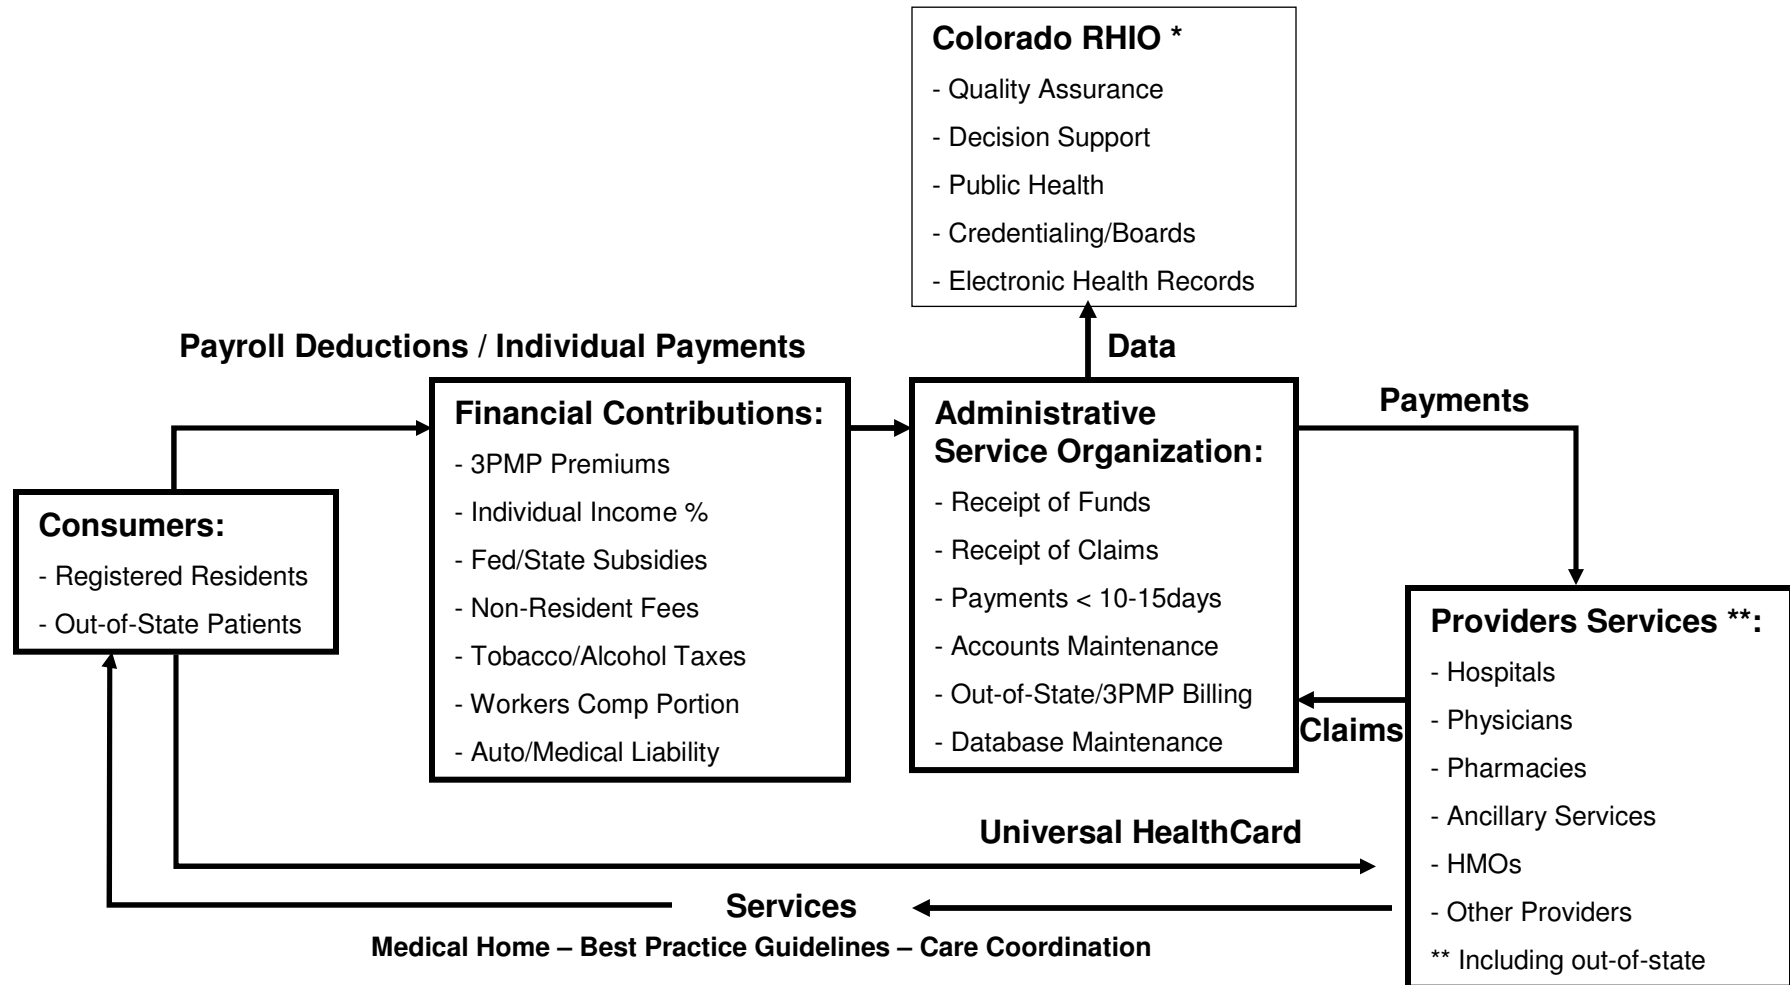 Colorado RHIO *
- Quality Assurance
- Decision Support
- Public Health
- Credentialing/Boards
- Electronic Health Records
Payroll Deductions / Individual Payments
Data
Financial Contributions:
- 3PMP Premiums
- Individual Income %
- Fed/State Subsidies
- Non-Resident Fees
- Tobacco/Alcohol Taxes
- Workers Comp Portion
- Auto/Medical Liability
Administrative
Service Organization:
- Receipt of Funds
- Receipt of Claims
- Payments < 10-15days
- Accounts Maintenance
- Out-of-State/3PMP Billing
- Database Maintenance
Payments
Consumers:
- Registered Residents
- Out-of-State Patients
Claims
Providers Services **:
- Hospitals
- Physicians
- Pharmacies
- Ancillary Services
- HMOs
- Other Providers
** Including out-of-state
Universal HealthCard
Services
Medical Home – Best Practice Guidelines – Care Coordination